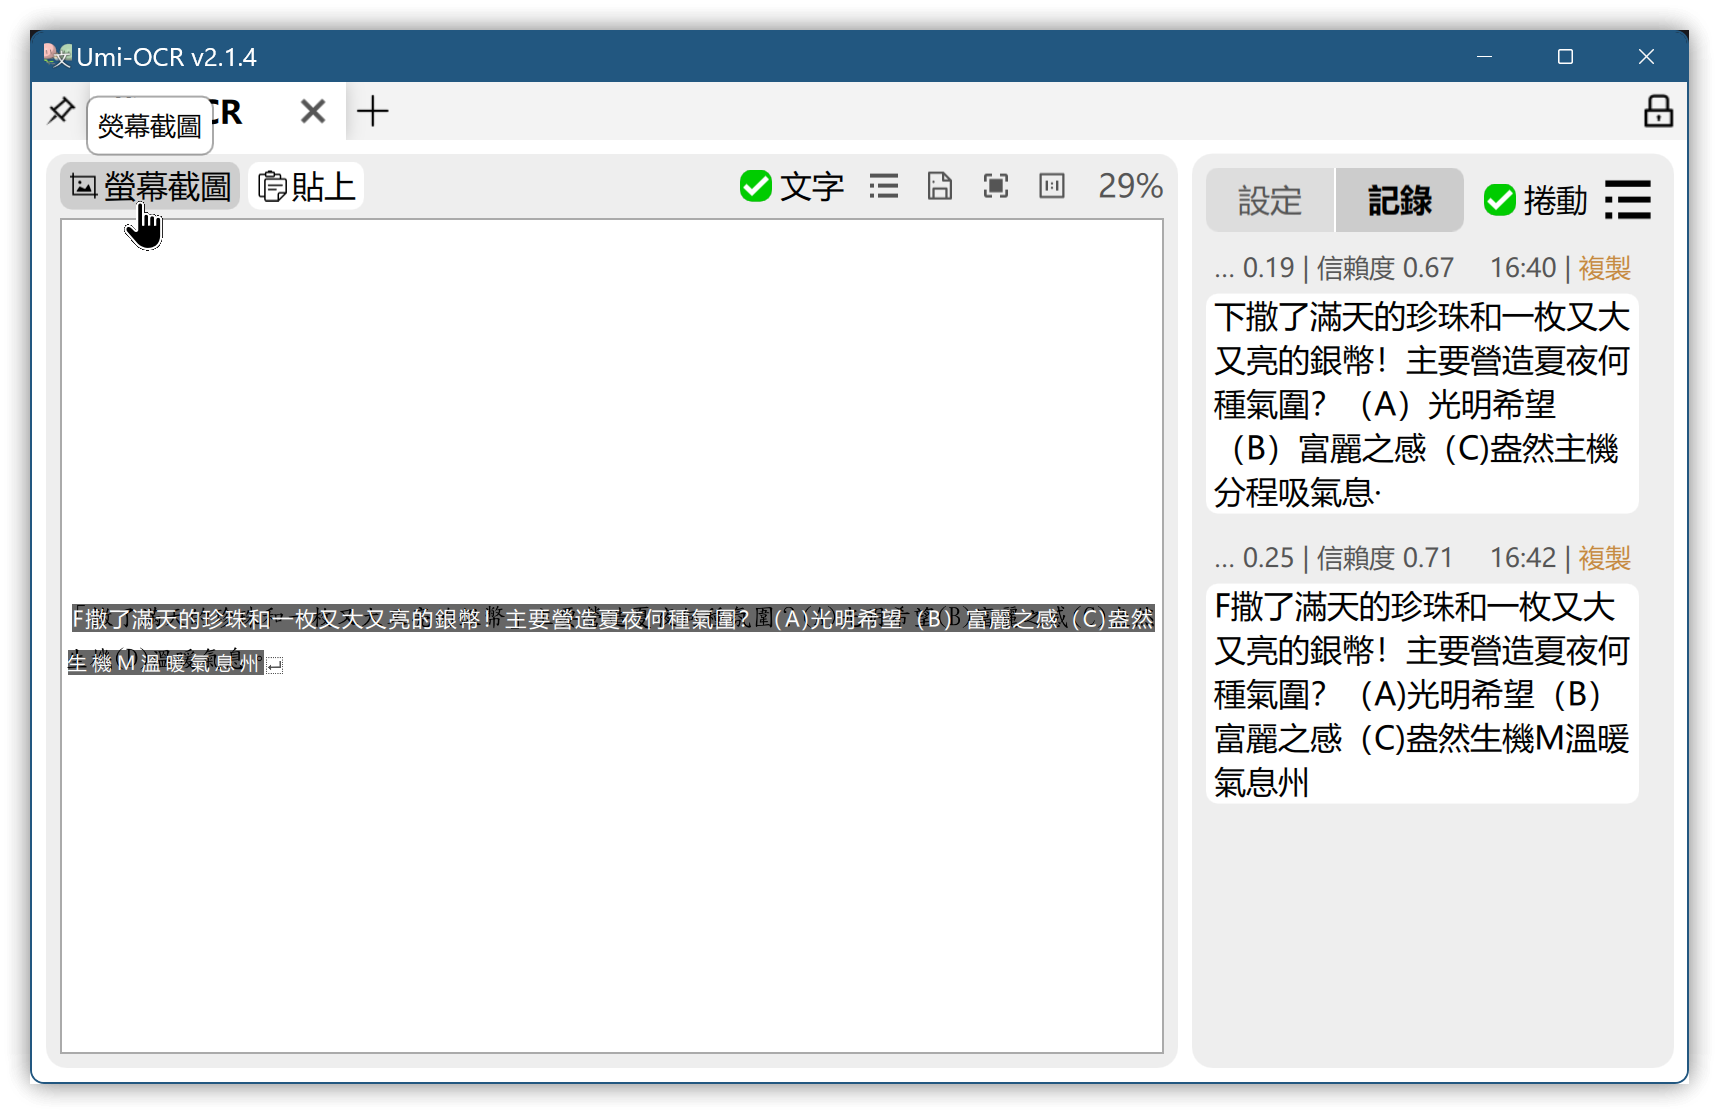 Umi-OCR v2.1.4
CR
熒幕截圖
螢幕截圖
貼上
文字
29%
F撒了滿天的珍珠和一枚又大又亮的銀幣！主要營造夏夜何種氣圍？（A)光明希望（B）富麗之感（C)盎然
生機M溫暖氣息州
設定
記錄
捲動
... 0.19 | 信賴度 0.67 16:40 | 複製
下撒了滿天的珍珠和一枚又大
又亮的銀幣！主要營造夏夜何
種氣圍？（A）光明希望
（B）富麗之感（C)盎然主機
分程吸氣息·
... 0.25 | 信賴度 0.71 16:42 | 複製
F撒了滿天的珍珠和一枚又大
又亮的銀幣！主要營造夏夜何
種氣圍？（A)光明希望（B）
富麗之感（C)盎然生機M溫暖
氣息州